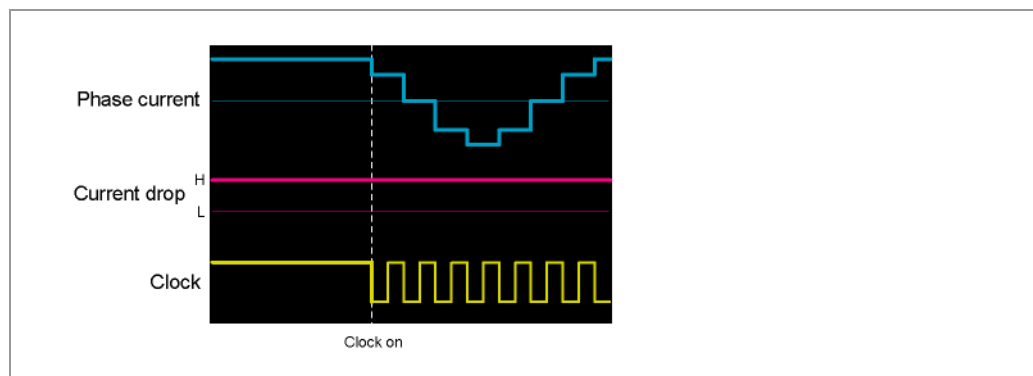 Phase current
H
Current drop
L
Clock
Clock on